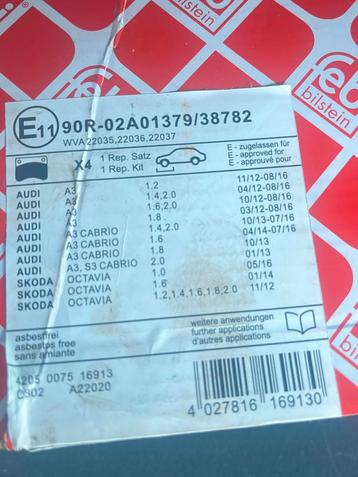 febi
bilstein
E11 90R-02A01379/38782
WVA 22035,22036,22037
X4
1 Rep. Satz
1 Rep. Kit
E - zugelassen für
E - approved for
E - approuvé pour
AUDI A3 1.2 11/12-08/16
AUDI A3 1.4,2.0 04/12-08/16
AUDI A3 1.6,2.0 10/12-08/16
AUDI A3 1.8 03/12-08/16
AUDI A3 CABRIO 1.4,2.0 10/13-07/16
AUDI A3 CABRIO 1.6 04/14-07/16
AUDI A3 CABRIO 1.8 10/13
AUDI A3, S3 CABRIO 2.0 01/13
SKODA OCTAVIA 1.0 05/16
SKODA OCTAVIA 1.6 01/14
SKODA OCTAVIA 1.2,1.4,1.6,1.8,2.0 11/12
asbestfrei
asbestos free
sans amiante
weitere anwendungen
further applications
d'autres applications
4205 0075 16913
CS02 A22020
4 027816 169130